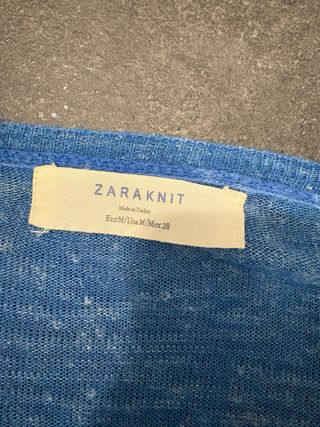 ZARAKNIT
Made in Turkey
Eur M / Usa M / Mex 28